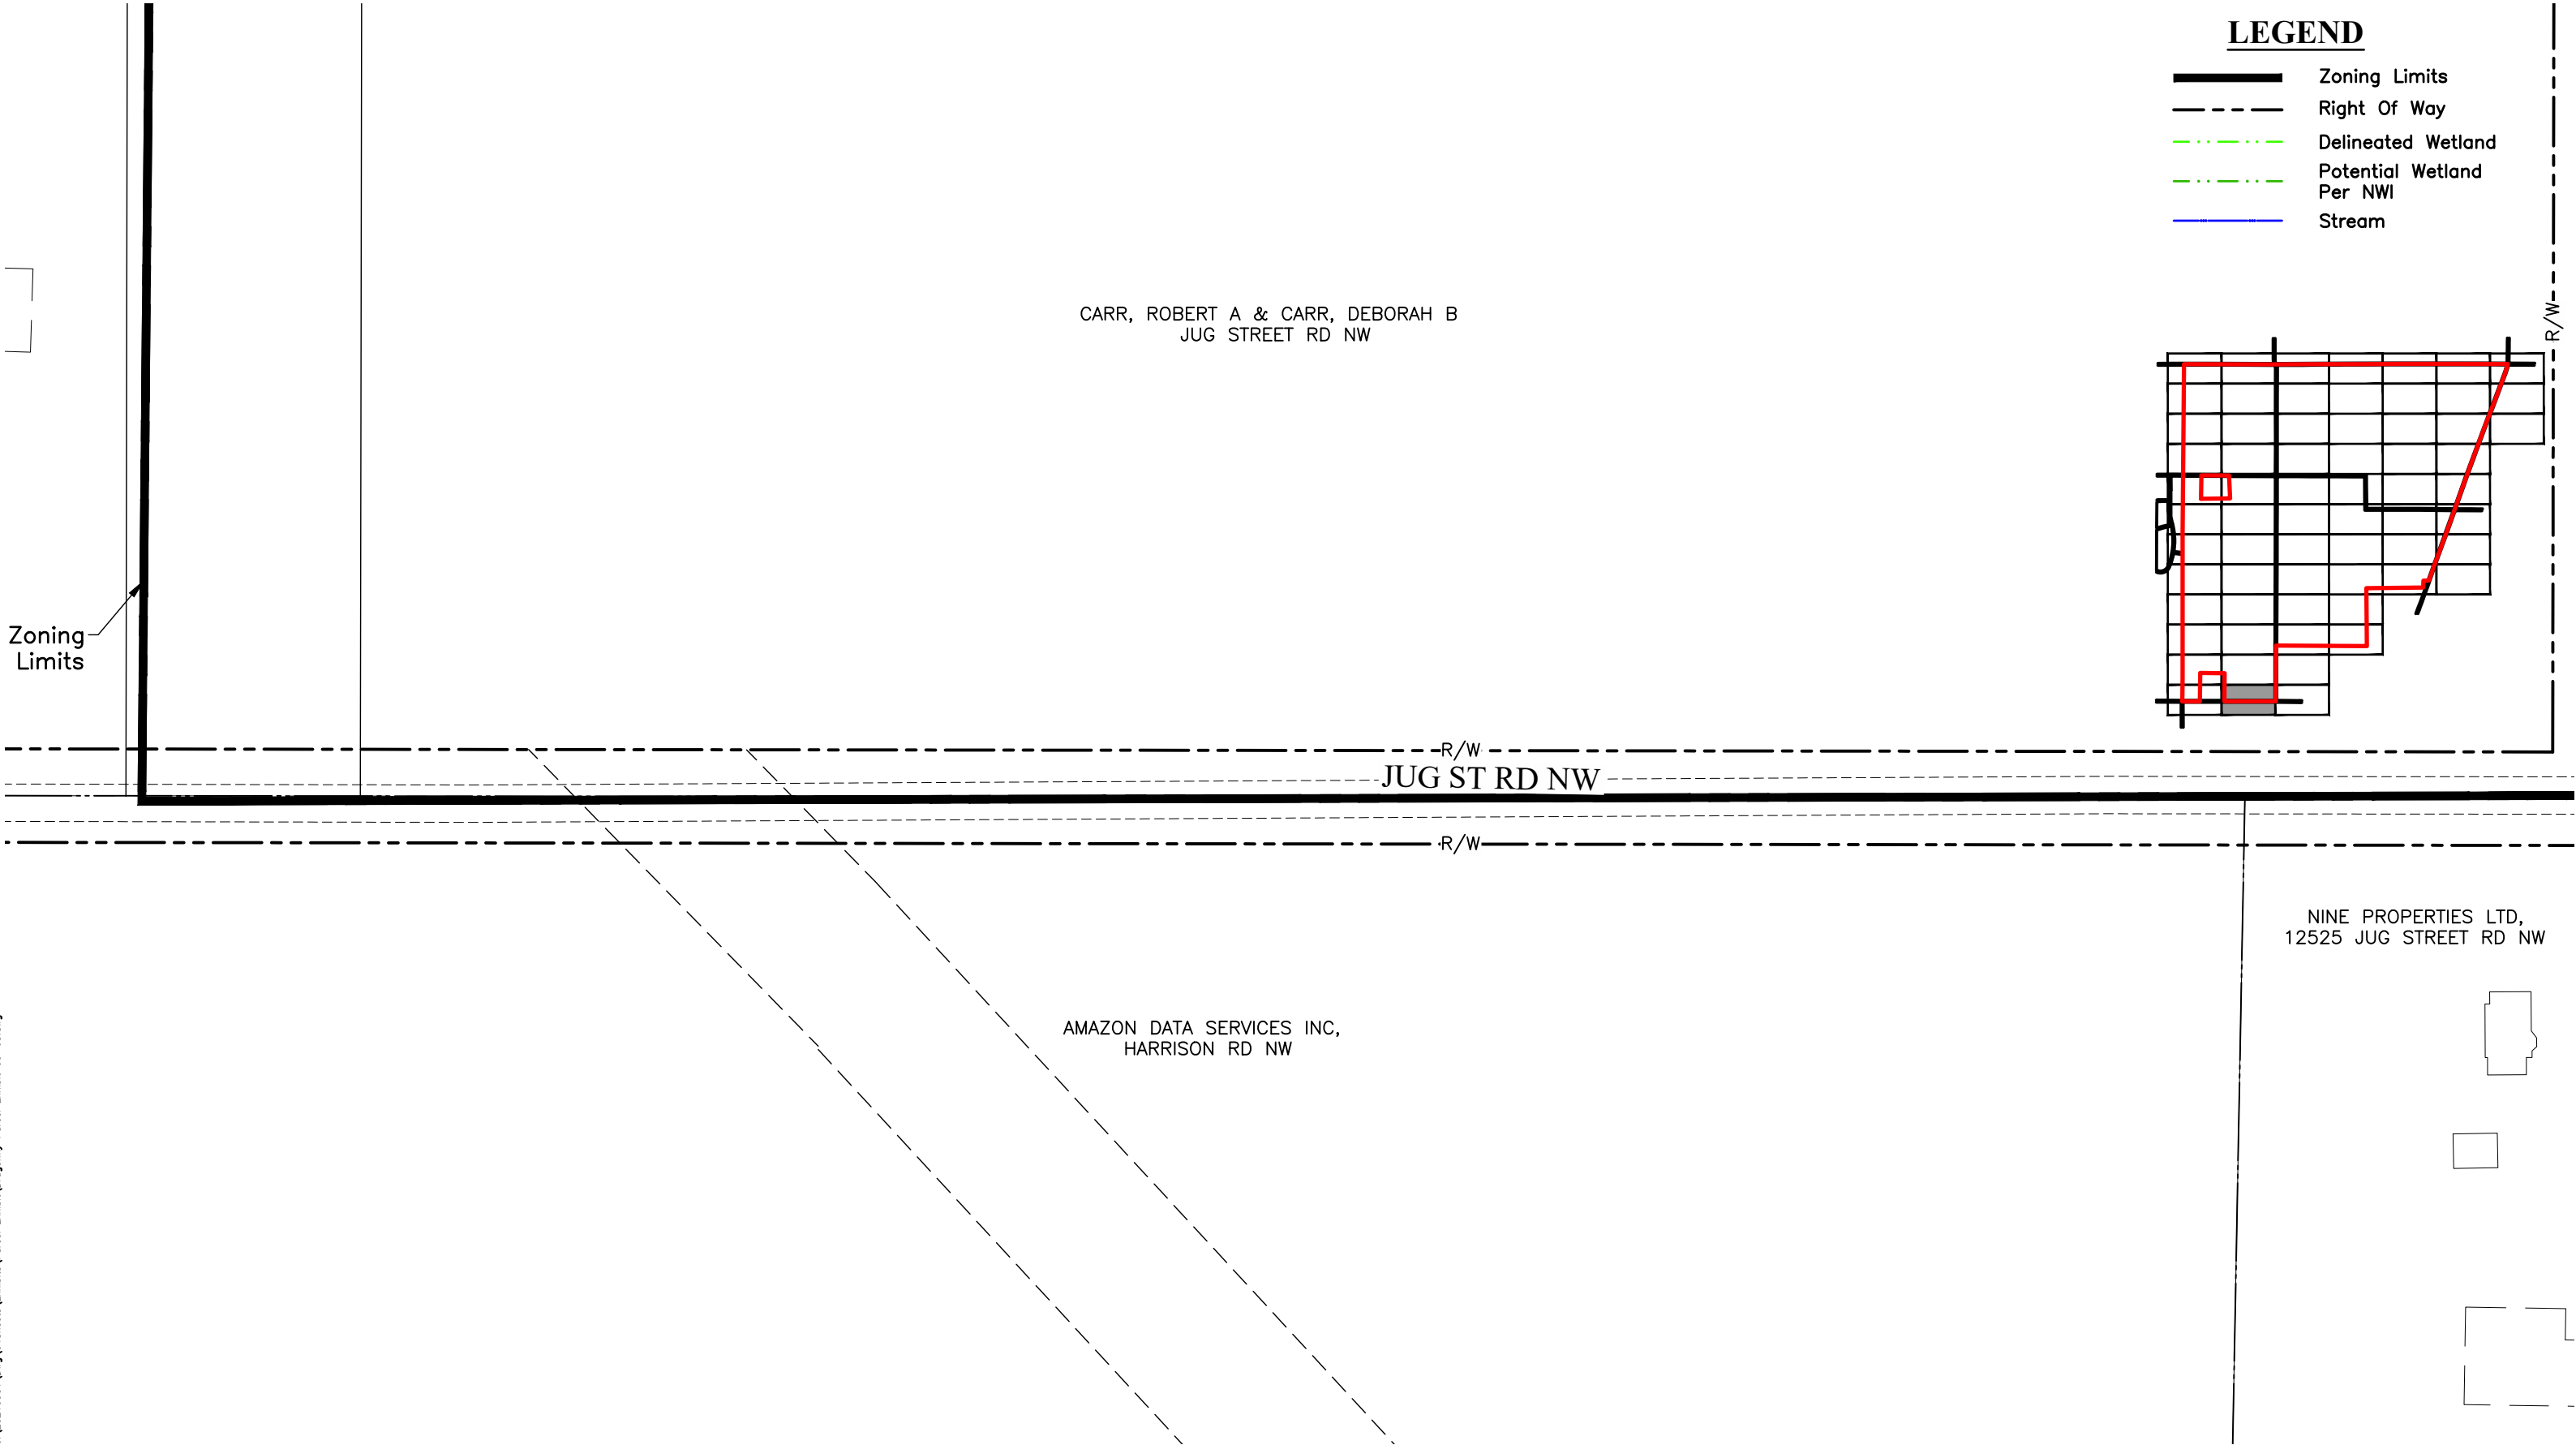 LEGEND
Zoning Limits
Right Of Way
Delineated Wetland
Potential Wetland
Per NWI
Stream
R/W
CARR, ROBERT A & CARR, DEBORAH B
JUG STREET RD NW
Zoning
Limits
R/W
JUG ST RD NW
R/W
NINE PROPERTIES LTD,
12525 JUG STREET RD NW
AMAZON DATA SERVICES INC,
HARRISON RD NW